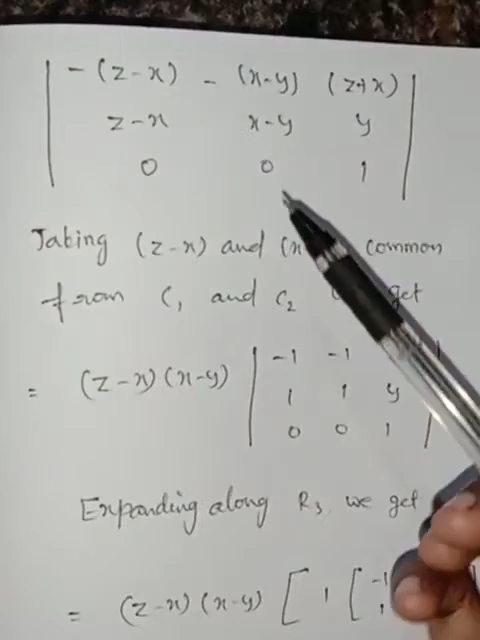 -(z-x) -(x-y) (z+x)
z-x x-y y
0 0 1
Taking (z-x) and common
from C₁ and C₂ get
= (z-x)(x-y) | -1 -1
1 1 y
0 0 1 |
Expanding along R₃, we get
= (z-x)(x-y) [ 1 [ -1
1